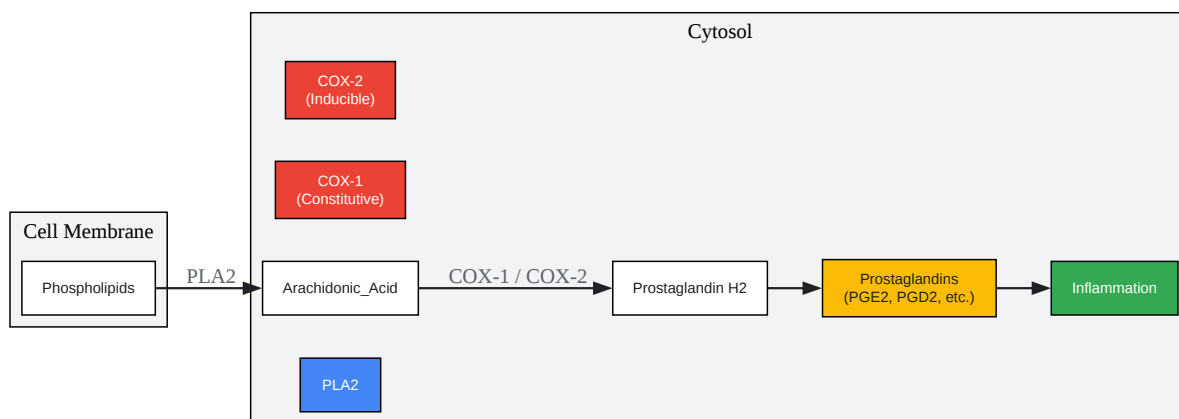 Cytosol
COX-2
(Inducible)
COX-1
(Constitutive)
Cell Membrane
Phospholipids
PLA2
Arachidonic_Acid
COX-1 / COX-2
Prostaglandin H2
Prostaglandins
(PGE2, PGD2, etc.)
Inflammation
PLA2